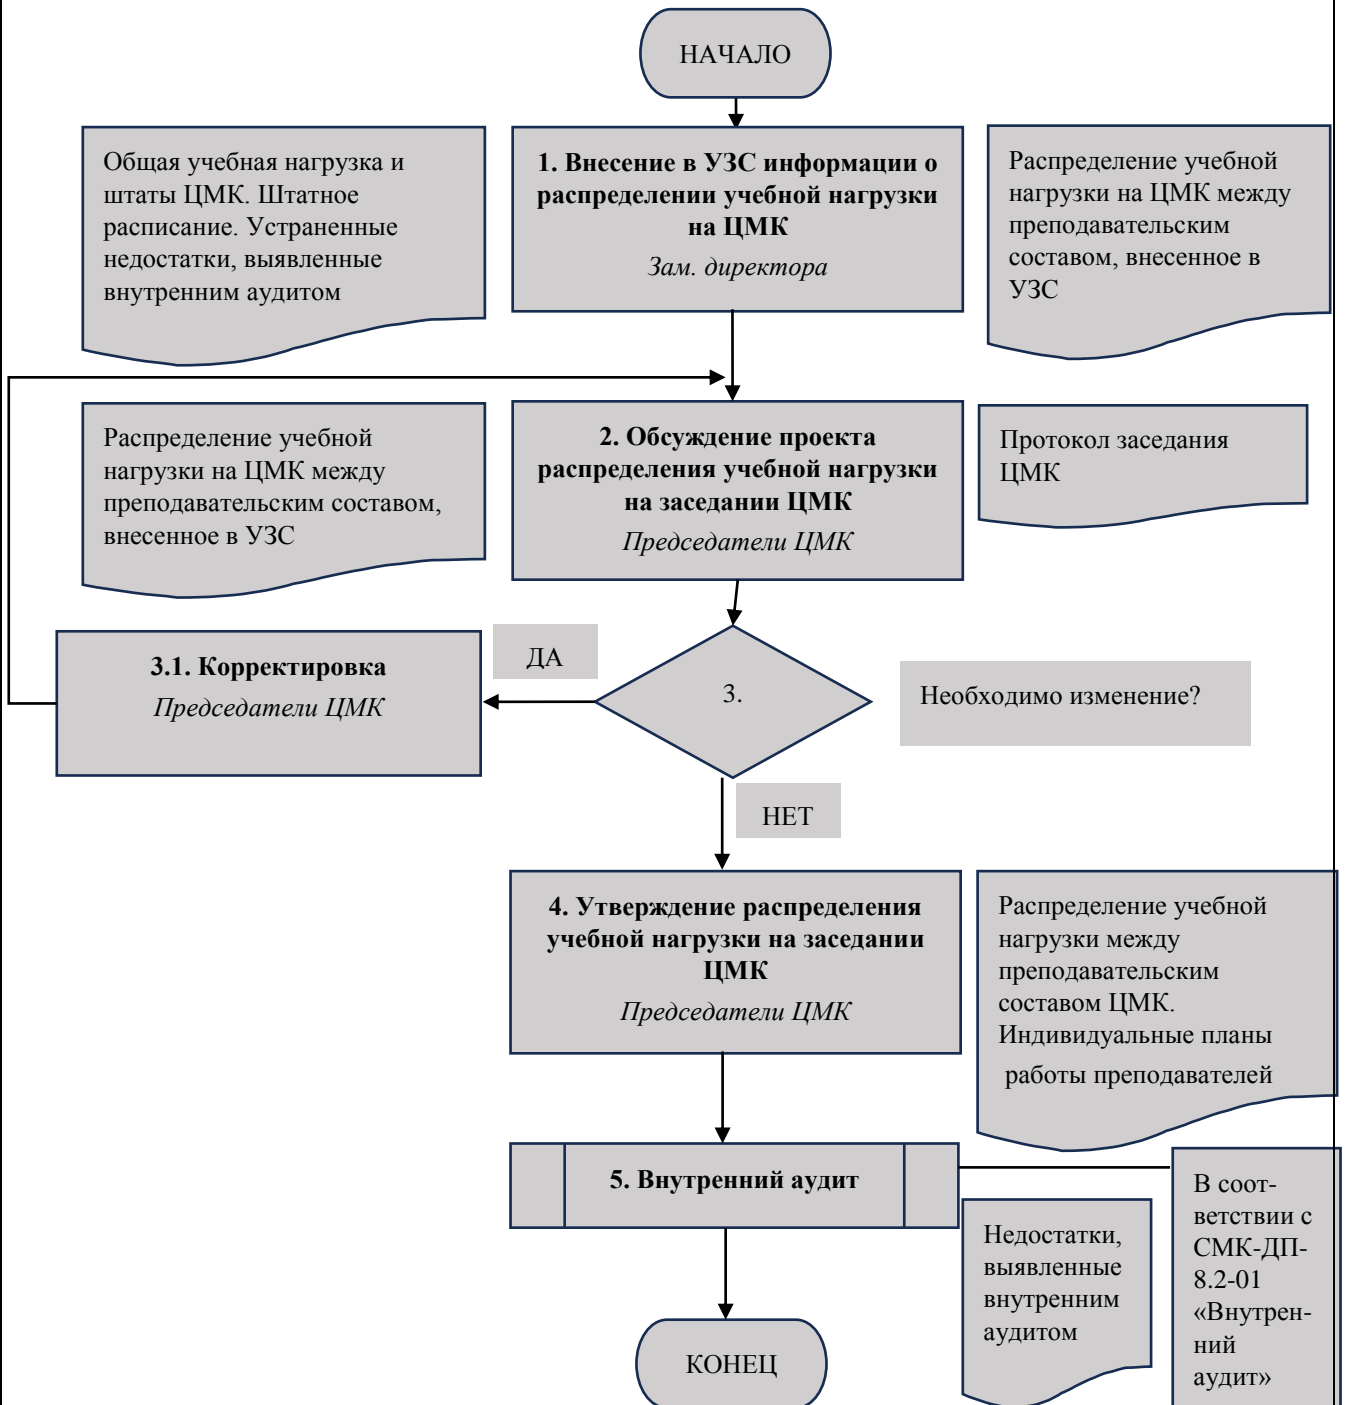 НАЧАЛО
Общая учебная нагрузка и
штаты ЦМК. Штатное
расписание. Устраненные
недостатки, выявленные
внутренним аудитом
1. Внесение в УЗС информации о
распределении учебной нагрузки
на ЦМК
Зам. директора
Распределение учебной
нагрузки на ЦМК между
преподавательским
составом, внесенное в
УЗС
Распределение учебной
нагрузки на ЦМК между
преподавательским составом,
внесенное в УЗС
2. Обсуждение проекта
распределения учебной нагрузки
на заседании ЦМК
Председатели ЦМК
Протокол заседания
ЦМК
3.1. Корректировка
Председатели ЦМК
ДА
3.
Необходимо изменение?
НЕТ
4. Утверждение распределения
учебной нагрузки на заседании
ЦМК
Председатели ЦМК
Распределение учебной
нагрузки между
преподавательским
составом ЦМК.
Индивидуальные планы
работы преподавателей
5. Внутренний аудит
Недостатки,
выявленные
внутренним
аудитом
В соот-
ветствии с
СМК-ДП-
8.2-01
«Внутрен-
ний
аудит»
КОНЕЦ